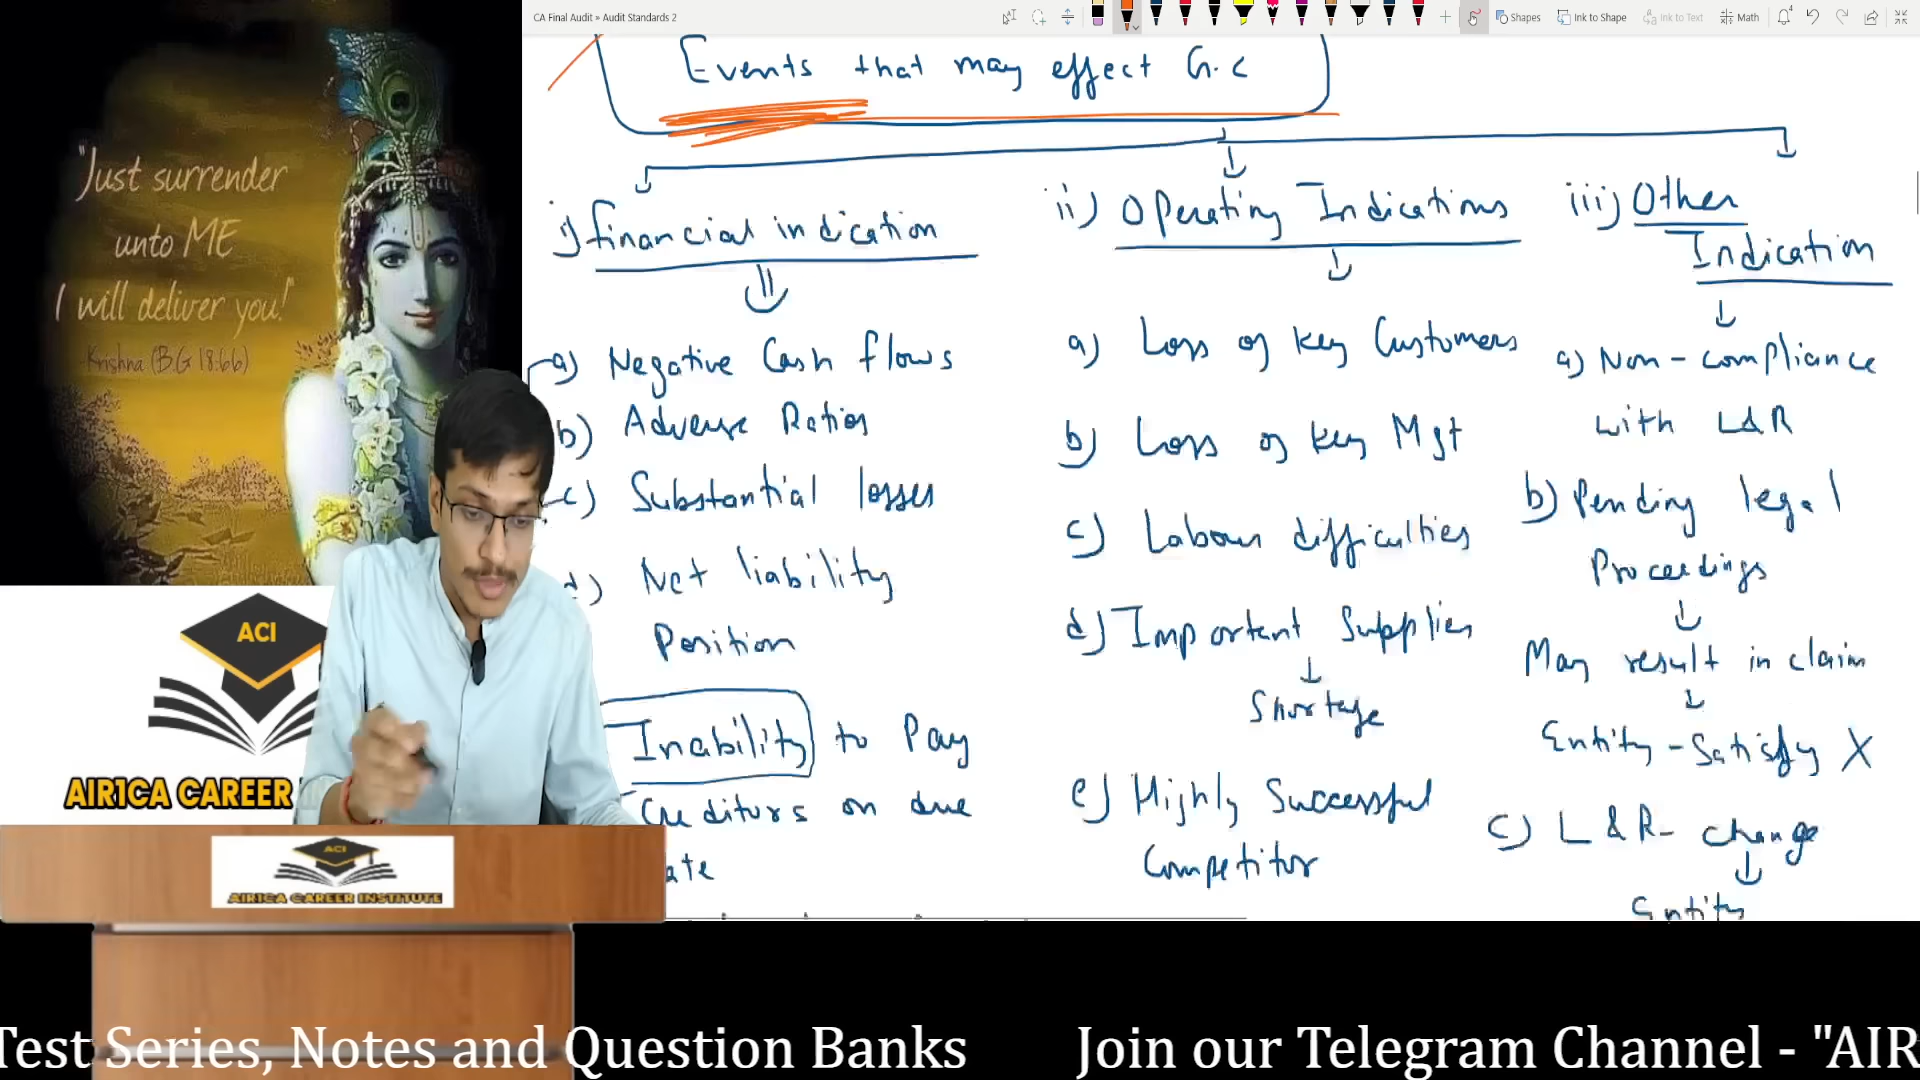 CA Final Audit » Audit Standards 2
Shapes
Ink to Shape
Ink to Text
Math
Events that may effect G.C
"Just surrender
unto ME
I will deliver you!"
-Krishna (B.G 18:66)
i) financial indication
a) Negative Cash flows
b) Adverse Ratios
c) Substantial losses
d) Net liability
Position
Inability to Pay
Creditors on due
ate
ii) Operating Indications
a) Loss of key Customers
b) Loss of key Mgt
c) Labour difficulties
d) Important Supplies
Shortage
e) Highly Successful
Competitor
iii) Other
Indication
a) Non-compliance
with L&R
b) Pending legal
Proceedings
May result in claim
Entity - Satisfy X
C) L & R- change
Entity
ACI
AIR1CA CAREER I
ACI
AIR1CA CAREER INSTITUTE
Test Series, Notes and Question Banks Join our Telegram Channel - "AIR